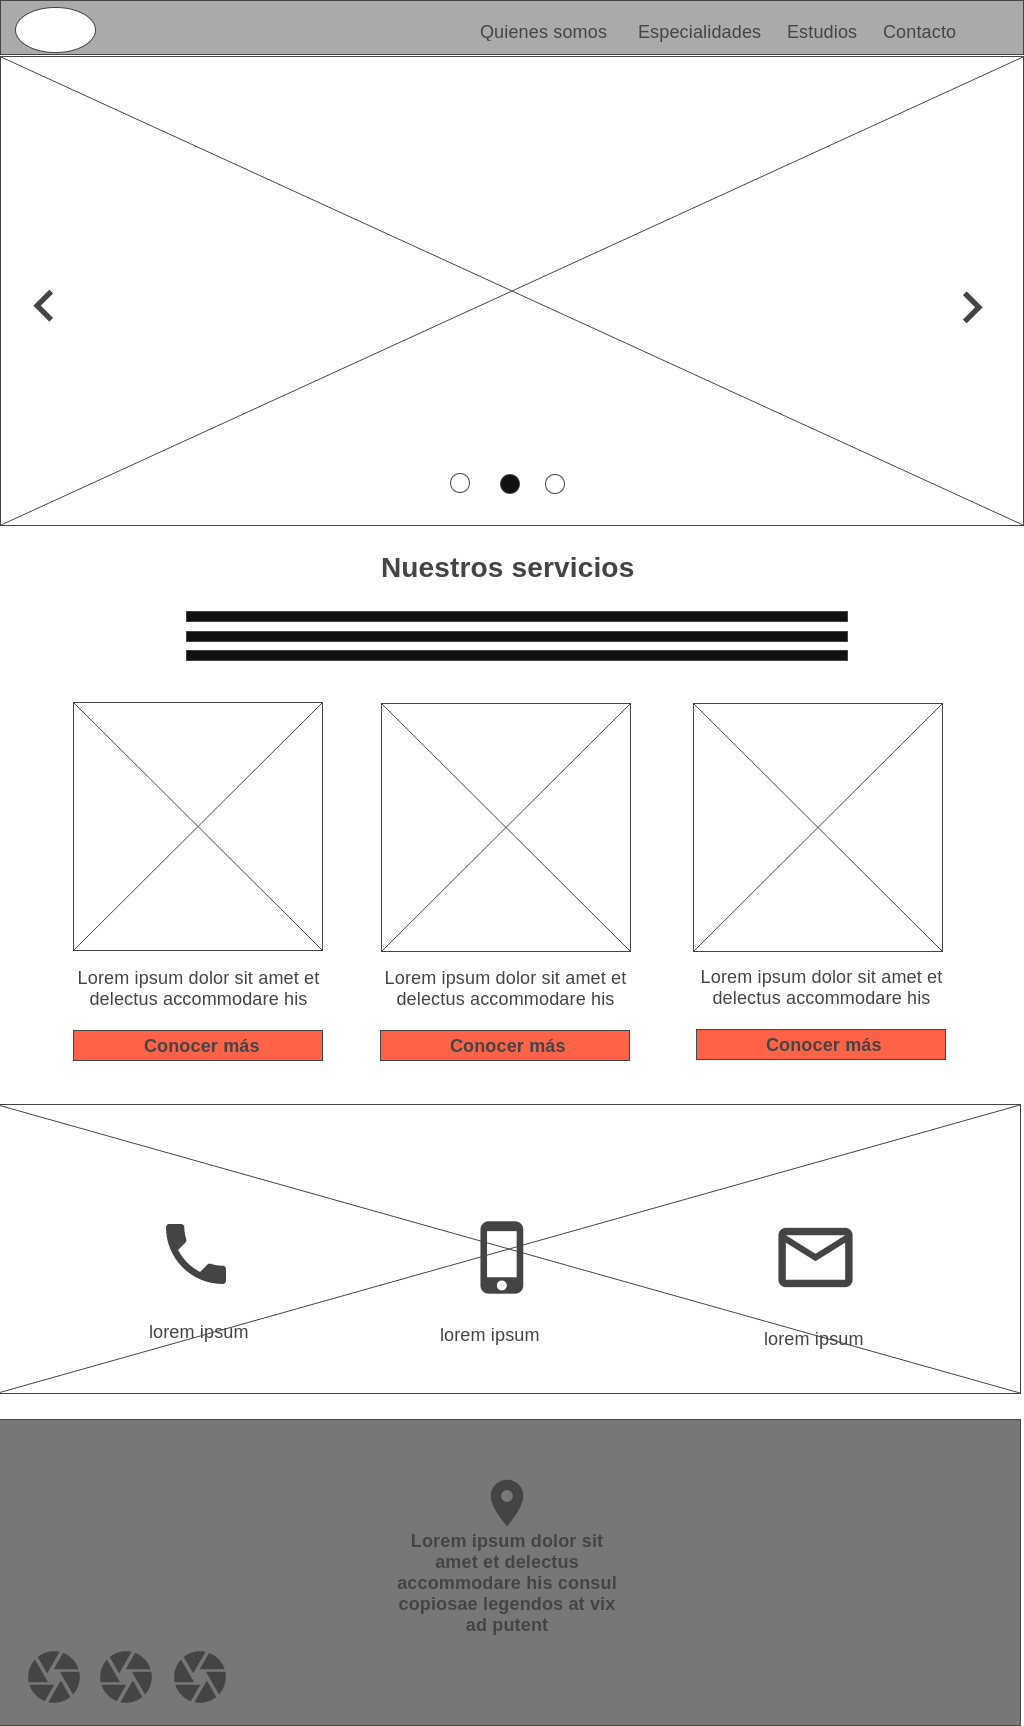 Quienes somos Especialidades Estudios Contacto
Nuestros servicios
Lorem ipsum dolor sit amet et
delectus accommodare his
Conocer más
Lorem ipsum dolor sit amet et
delectus accommodare his
Conocer más
Lorem ipsum dolor sit amet et
delectus accommodare his
Conocer más
lorem ipsum
lorem ipsum
lorem ipsum
Lorem ipsum dolor sit
amet et delectus
accommodare his consul
copiosae legendos at vix
ad putent